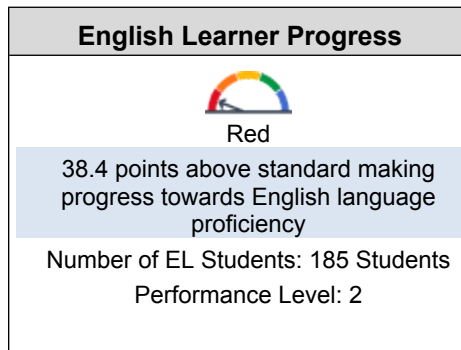 English Learner Progress
Red
38.4 points above standard making
progress towards English language
proficiency
Number of EL Students: 185 Students
Performance Level: 2